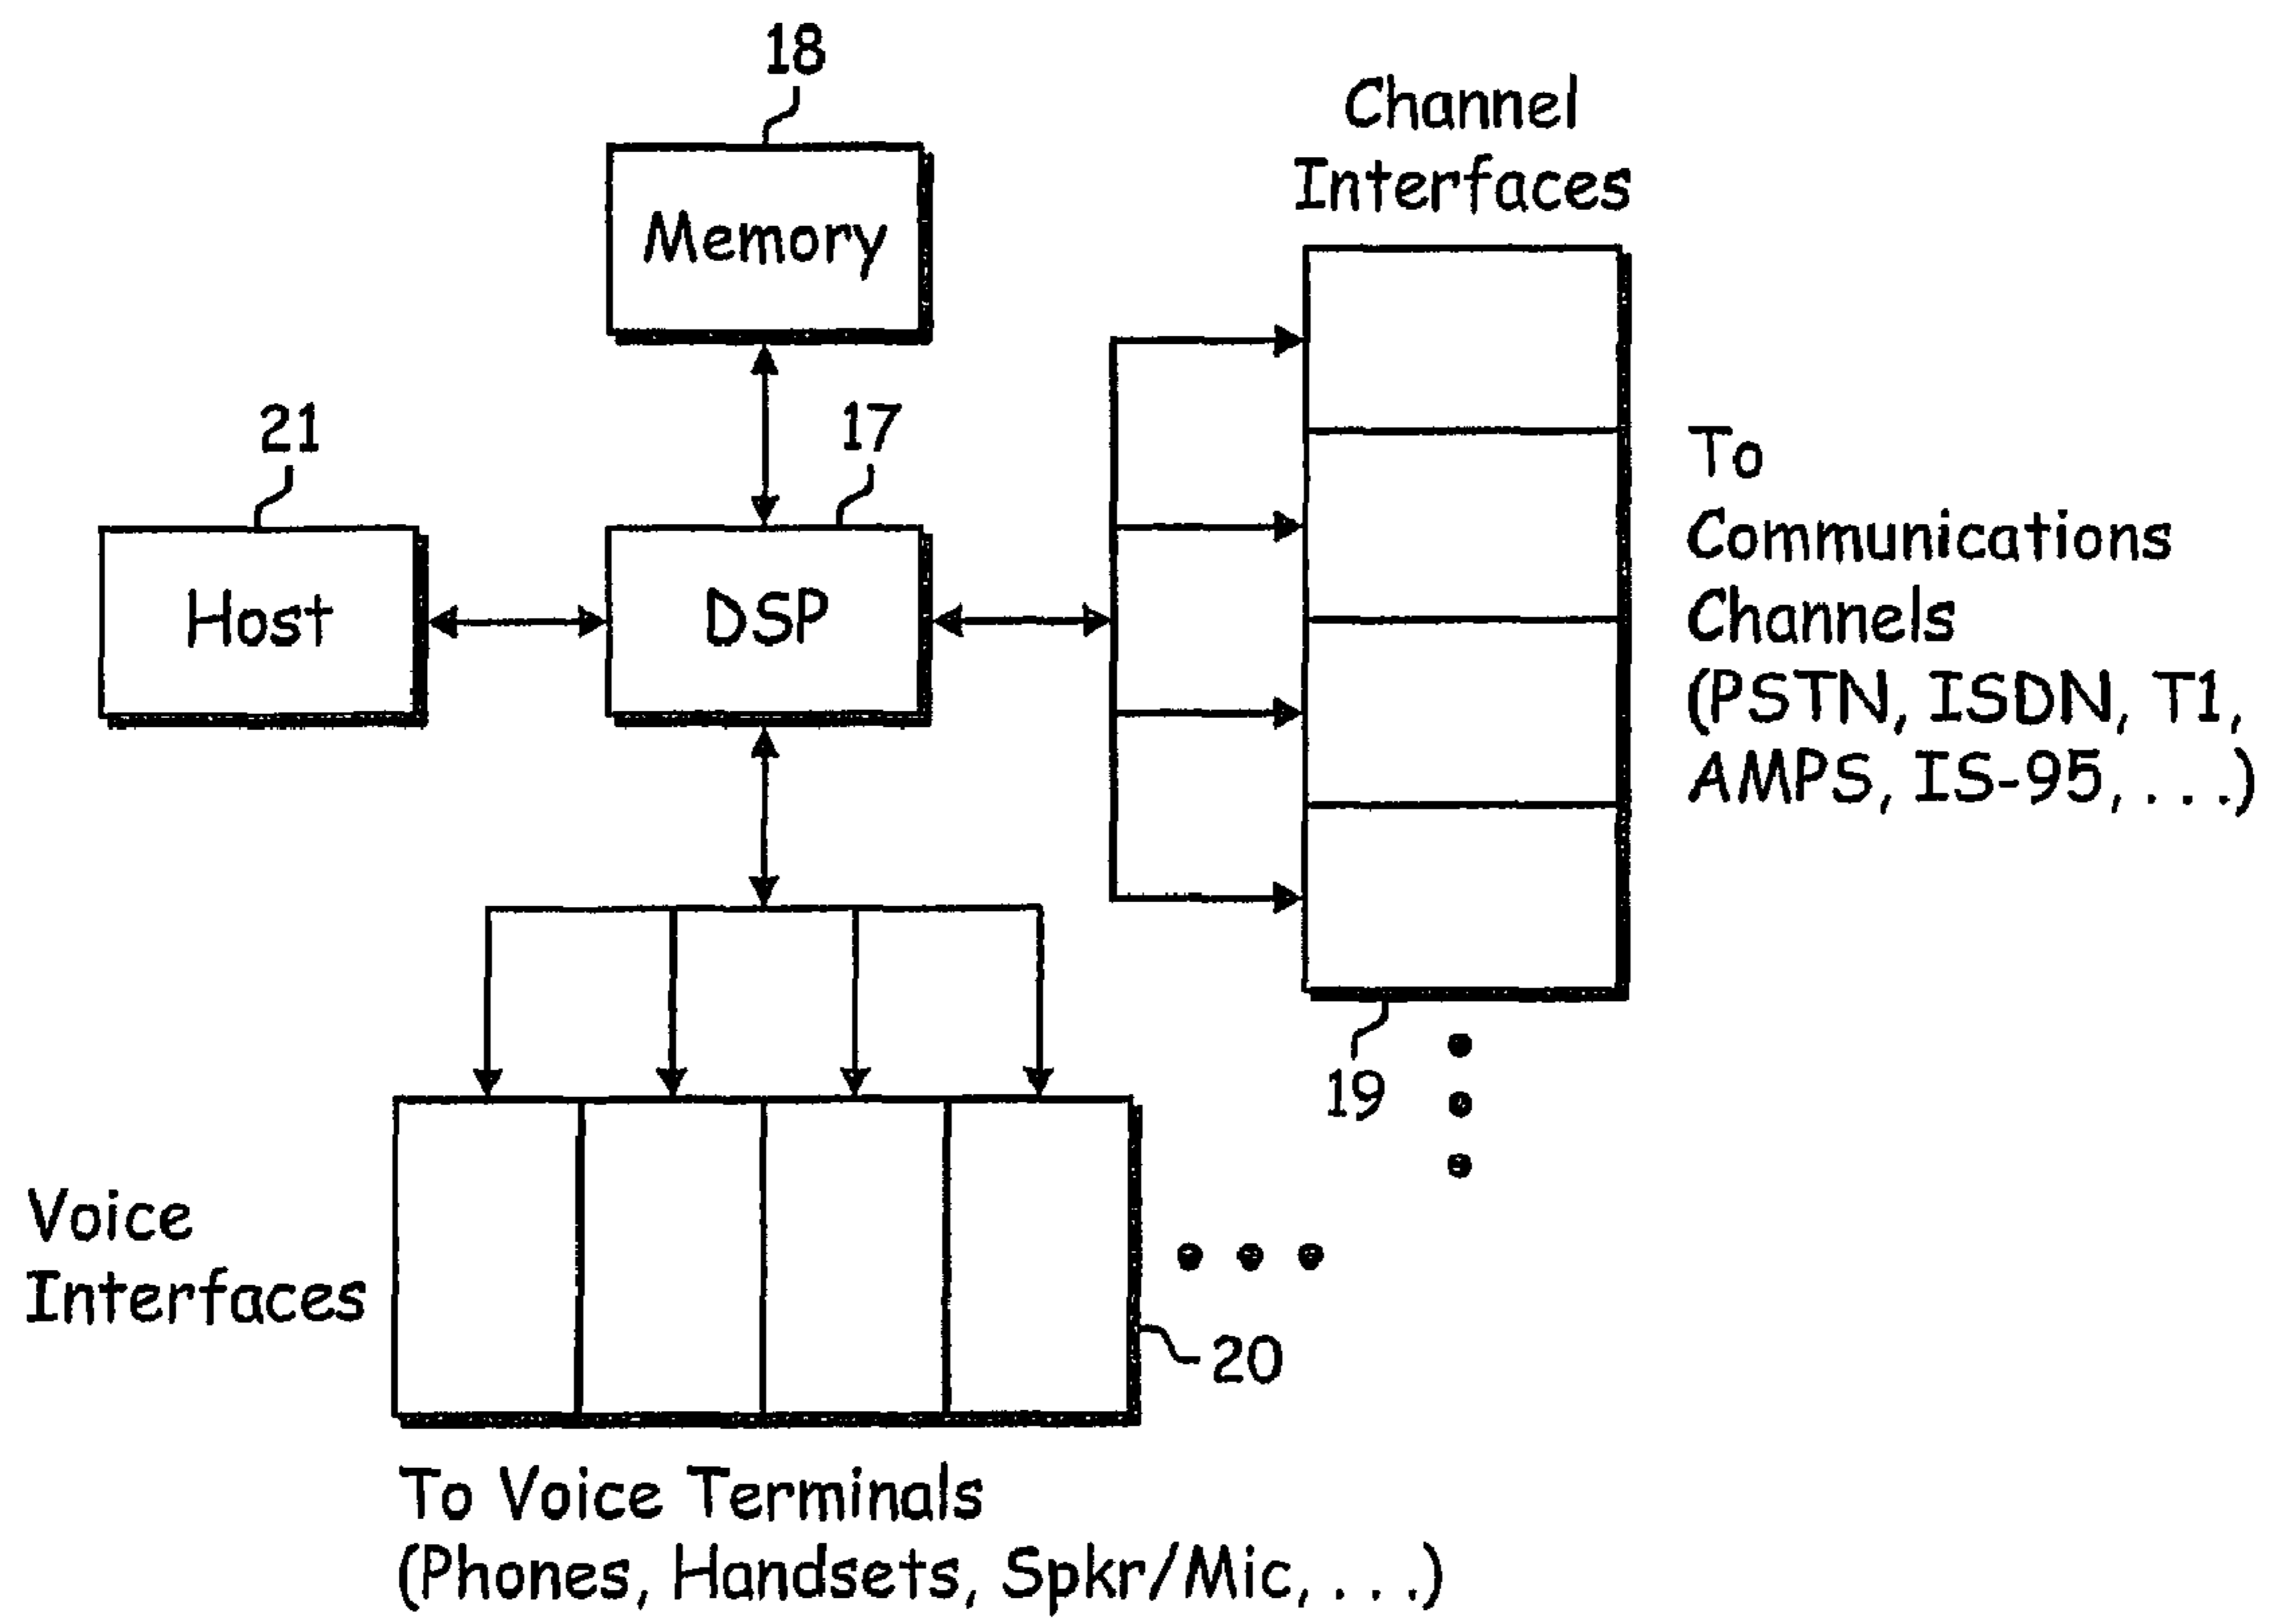 18
Memory
Channel
Interfaces
21
17
Host
DSP
To
Communications
Channels
(PSTN, ISDN, T1,
AMPS, IS-95, . . .)
19
Voice
Interfaces
20
To Voice Terminals
(Phones, Handsets, Spkr/Mic, . . .)